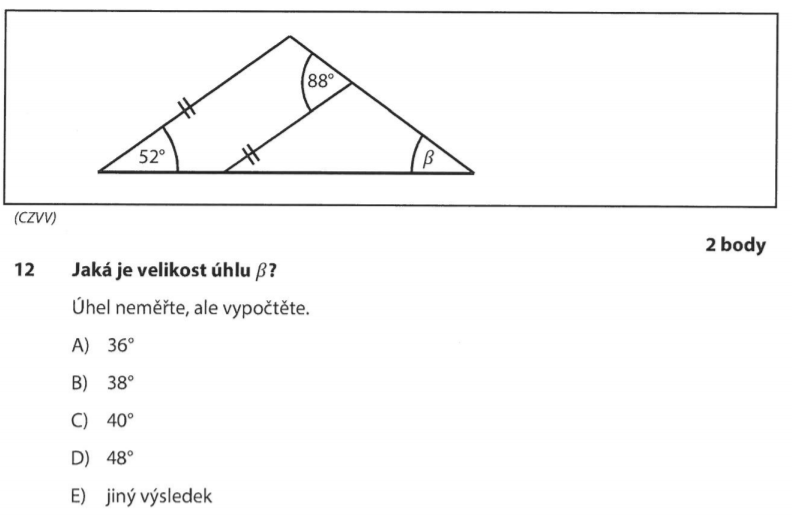 88°
52°
β
(CZVV)
2 body
12 Jaká je velikost úhlu β?
Úhel neměřte, ale vypočtěte.
A) 36°
B) 38°
C) 40°
D) 48°
E) jiný výsledek